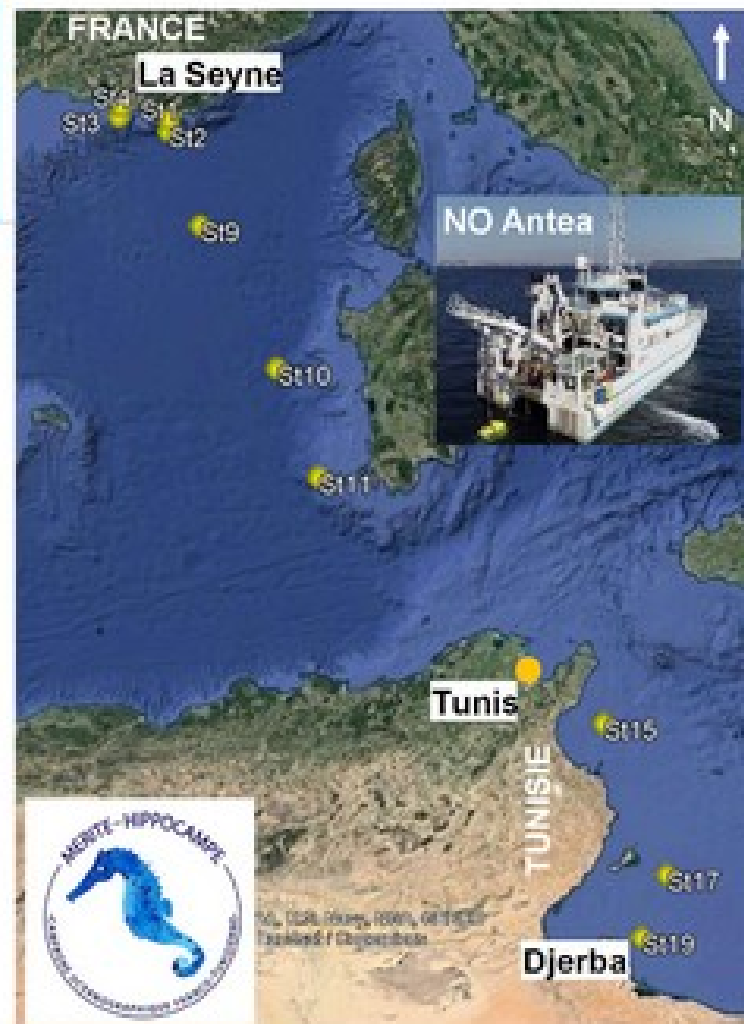 FRANCE
La Seyne
St4
St1
St3
St2
N
St9
NO Antea
St10
St11
Tunis
St15
TUNISIE
MERITE-HIPPOCAMPE
St17
St19
Djerba